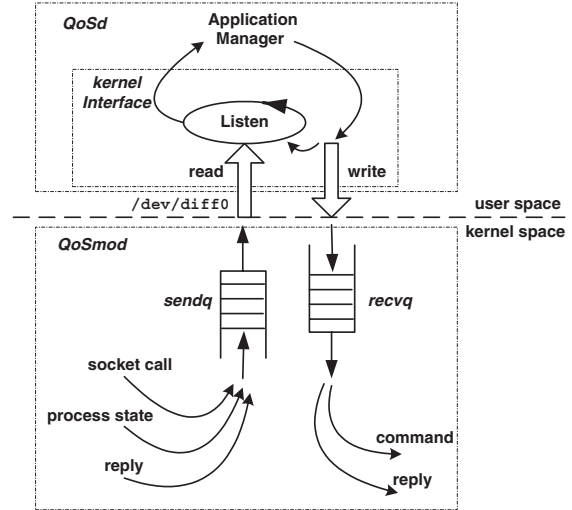 QoSd
Application
Manager
kernel
Interface
Listen
read
write
/dev/diff0
user space
kernel space
QoSmod
sendq
recvq
socket call
process state
command
reply
reply